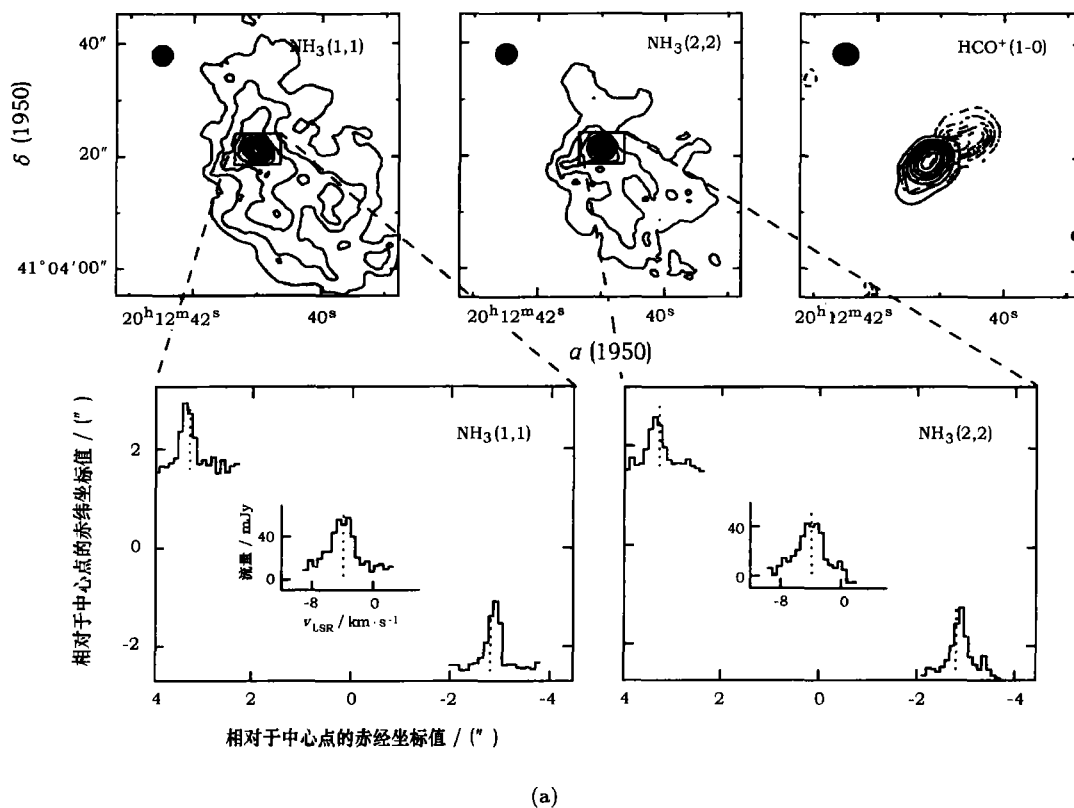 40″
20″
41°04′00″
δ (1950)
NH₃(1,1)
NH₃(2,2)
HCO⁺(1-0)
20ʰ12ᵐ42ˢ
40ˢ
20ʰ12ᵐ42ˢ
40ˢ
20ʰ12ᵐ42ˢ
40ˢ
α (1950)
相对于中心点的赤纬坐标值 / (″)
2
0
-2
NH₃(1,1)
流量 / mJy
40
0
-8
0
v_LSR / km·s⁻¹
4
2
0
-2
-4
NH₃(2,2)
40
0
-8
0
4
2
0
-2
-4
相对于中心点的赤经坐标值 / (″)
(a)